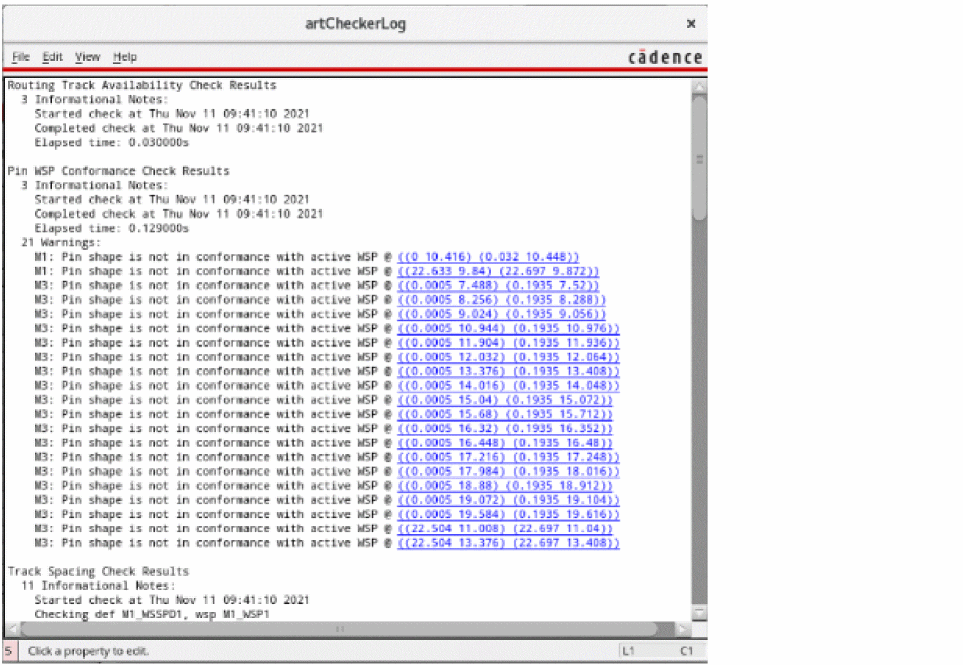 artCheckerLog ×
File Edit View Help cādence
Routing Track Availability Check Results
3 Informational Notes:
Started check at Thu Nov 11 09:41:10 2021
Completed check at Thu Nov 11 09:41:10 2021
Elapsed time: 0.030000s
Pin WSP Conformance Check Results
3 Informational Notes:
Started check at Thu Nov 11 09:41:10 2021
Completed check at Thu Nov 11 09:41:10 2021
Elapsed time: 0.129000s
21 Warnings:
M1: Pin shape is not in conformance with active WSP @ ((0 10.416) (0.032 10.448))
M1: Pin shape is not in conformance with active WSP @ ((22.633 9.84) (22.697 9.872))
M3: Pin shape is not in conformance with active WSP @ ((0.0005 7.488) (0.1935 7.52))
M3: Pin shape is not in conformance with active WSP @ ((0.0005 8.256) (0.1935 8.288))
M3: Pin shape is not in conformance with active WSP @ ((0.0005 9.024) (0.1935 9.056))
M3: Pin shape is not in conformance with active WSP @ ((0.0005 10.944) (0.1935 10.976))
M3: Pin shape is not in conformance with active WSP @ ((0.0005 11.904) (0.1935 11.936))
M3: Pin shape is not in conformance with active WSP @ ((0.0005 12.032) (0.1935 12.064))
M3: Pin shape is not in conformance with active WSP @ ((0.0005 13.376) (0.1935 13.408))
M3: Pin shape is not in conformance with active WSP @ ((0.0005 14.016) (0.1935 14.048))
M3: Pin shape is not in conformance with active WSP @ ((0.0005 15.04) (0.1935 15.072))
M3: Pin shape is not in conformance with active WSP @ ((0.0005 15.68) (0.1935 15.712))
M3: Pin shape is not in conformance with active WSP @ ((0.0005 16.32) (0.1935 16.352))
M3: Pin shape is not in conformance with active WSP @ ((0.0005 16.448) (0.1935 16.48))
M3: Pin shape is not in conformance with active WSP @ ((0.0005 17.216) (0.1935 17.248))
M3: Pin shape is not in conformance with active WSP @ ((0.0005 17.984) (0.1935 18.016))
M3: Pin shape is not in conformance with active WSP @ ((0.0005 18.88) (0.1935 18.912))
M3: Pin shape is not in conformance with active WSP @ ((0.0005 19.072) (0.1935 19.104))
M3: Pin shape is not in conformance with active WSP @ ((0.0005 19.584) (0.1935 19.616))
M3: Pin shape is not in conformance with active WSP @ ((22.504 11.008) (22.697 11.04))
M3: Pin shape is not in conformance with active WSP @ ((22.504 13.376) (22.697 13.408))
Track Spacing Check Results
11 Informational Notes:
Started check at Thu Nov 11 09:41:10 2021
Checking def M1_WSSPD1, wsp M1_WSP1
5 Click a property to edit. L1 C1